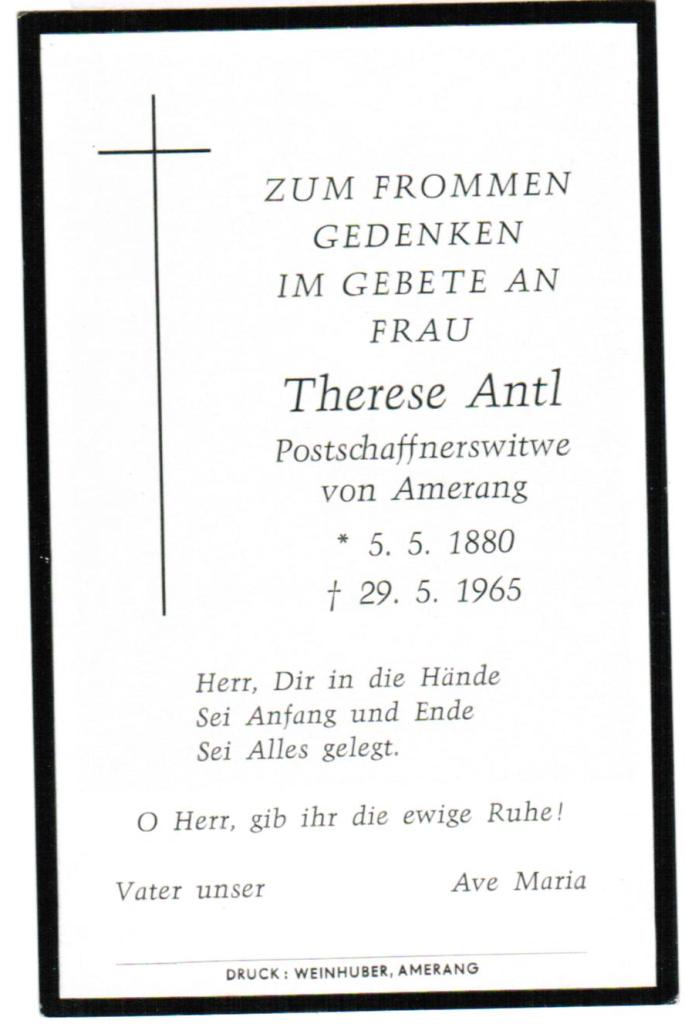 ZUM FROMMEN
GEDENKEN
IM GEBETE AN
FRAU
Therese Antl
Postschaffnerswitwe
von Amerang
* 5. 5. 1880
† 29. 5. 1965
Herr, Dir in die Hände
Sei Anfang und Ende
Sei Alles gelegt.
O Herr, gib ihr die ewige Ruhe!
Vater unser Ave Maria
DRUCK: WEINHUBER, AMERANG